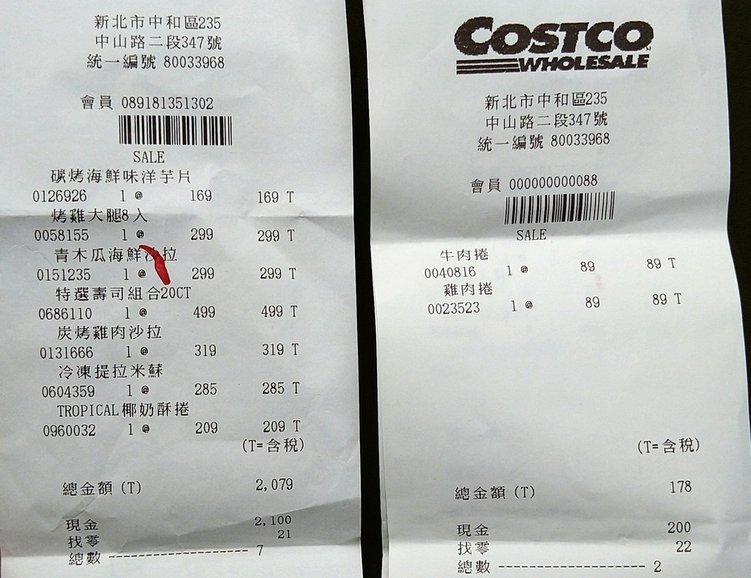 新北市中和區235
中山路二段347號
統一編號 80033968
會員 089181351302
SALE
碳烤海鮮味洋芋片
0126926 1 @ 169 169 T
烤雞大腿8入
0058155 1 @ 299 299 T
青木瓜海鮮沙拉
0151235 1 @ 299 299 T
特選壽司組合20CT
0686110 1 @ 499 499 T
炭烤雞肉沙拉
0131666 1 @ 319 319 T
冷凍提拉米蘇
0604359 1 @ 285 285 T
TROPICAL椰奶酥捲
0960032 1 @ 209 209 T
(T=含稅)
總金額 (T) 2,079
現金 2,100
找零 21
總數 -------------------- 7
COSTCO
WHOLESALE
新北市中和區235
中山路二段347號
統一編號 80033968
會員 000000000088
SALE
牛肉捲
0040816 1 @ 89 89 T
雞肉捲
0023523 1 @ 89 89 T
(T=含稅)
總金額 (T) 178
現金 200
找零 22
總數 -------------------- 2